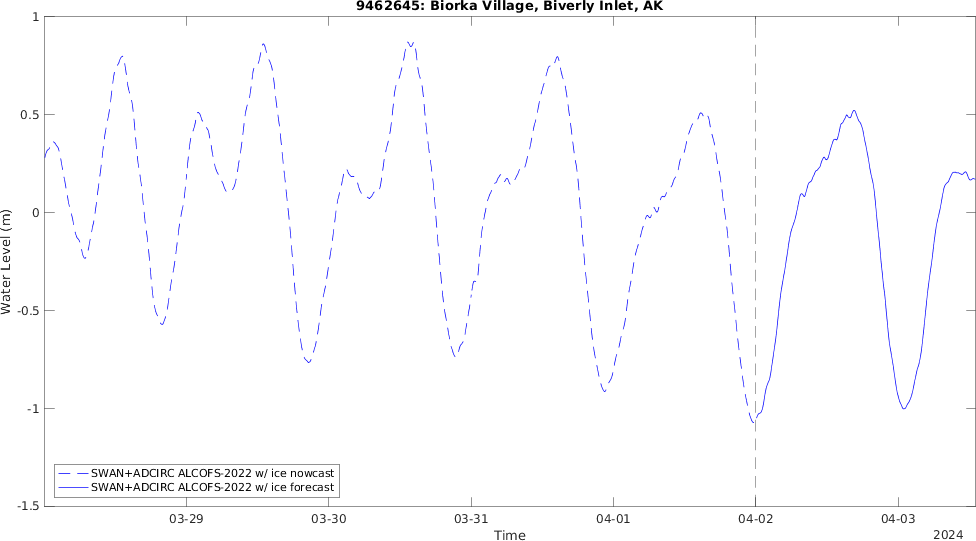 9462645: Biorka Village, Biverly Inlet, AK
1
0.5
0
-0.5
-1
-1.5
Water Level (m)
SWAN+ADCIRC ALCOFS-2022 w/ ice nowcast
SWAN+ADCIRC ALCOFS-2022 w/ ice forecast
03-29 03-30 03-31 04-01 04-02 04-03
Time
2024